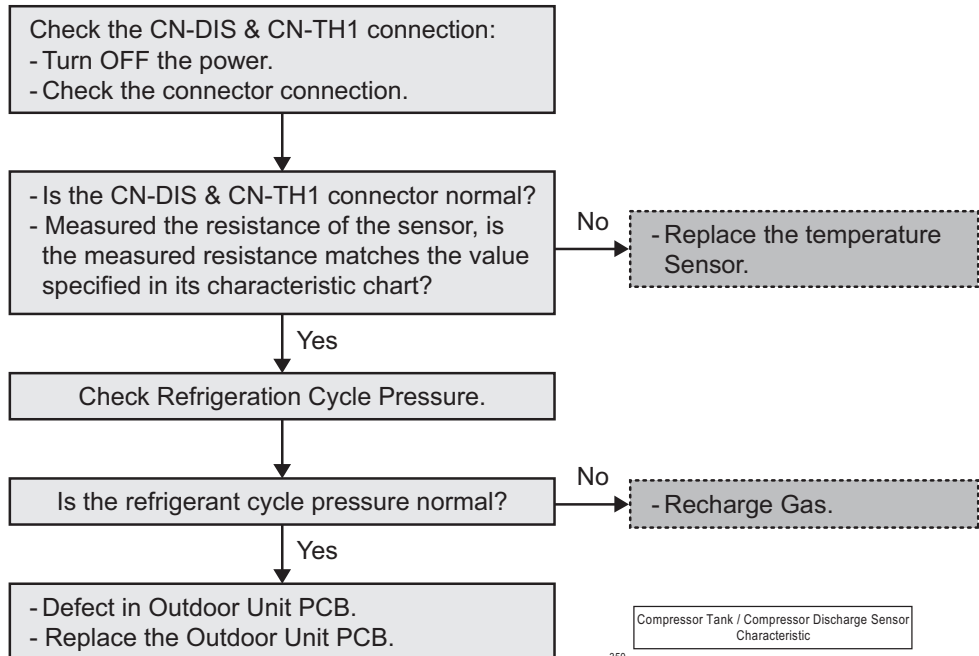 Check the CN-DIS & CN-TH1 connection:
- Turn OFF the power.
- Check the connector connection.
- Is the CN-DIS & CN-TH1 connector normal?
- Measured the resistance of the sensor, is
the measured resistance matches the value
specified in its characteristic chart?
No
- Replace the temperature
Sensor.
Yes
Check Refrigeration Cycle Pressure.
Is the refrigerant cycle pressure normal?
No
- Recharge Gas.
Yes
- Defect in Outdoor Unit PCB.
- Replace the Outdoor Unit PCB.
Compressor Tank / Compressor Discharge Sensor
Characteristic